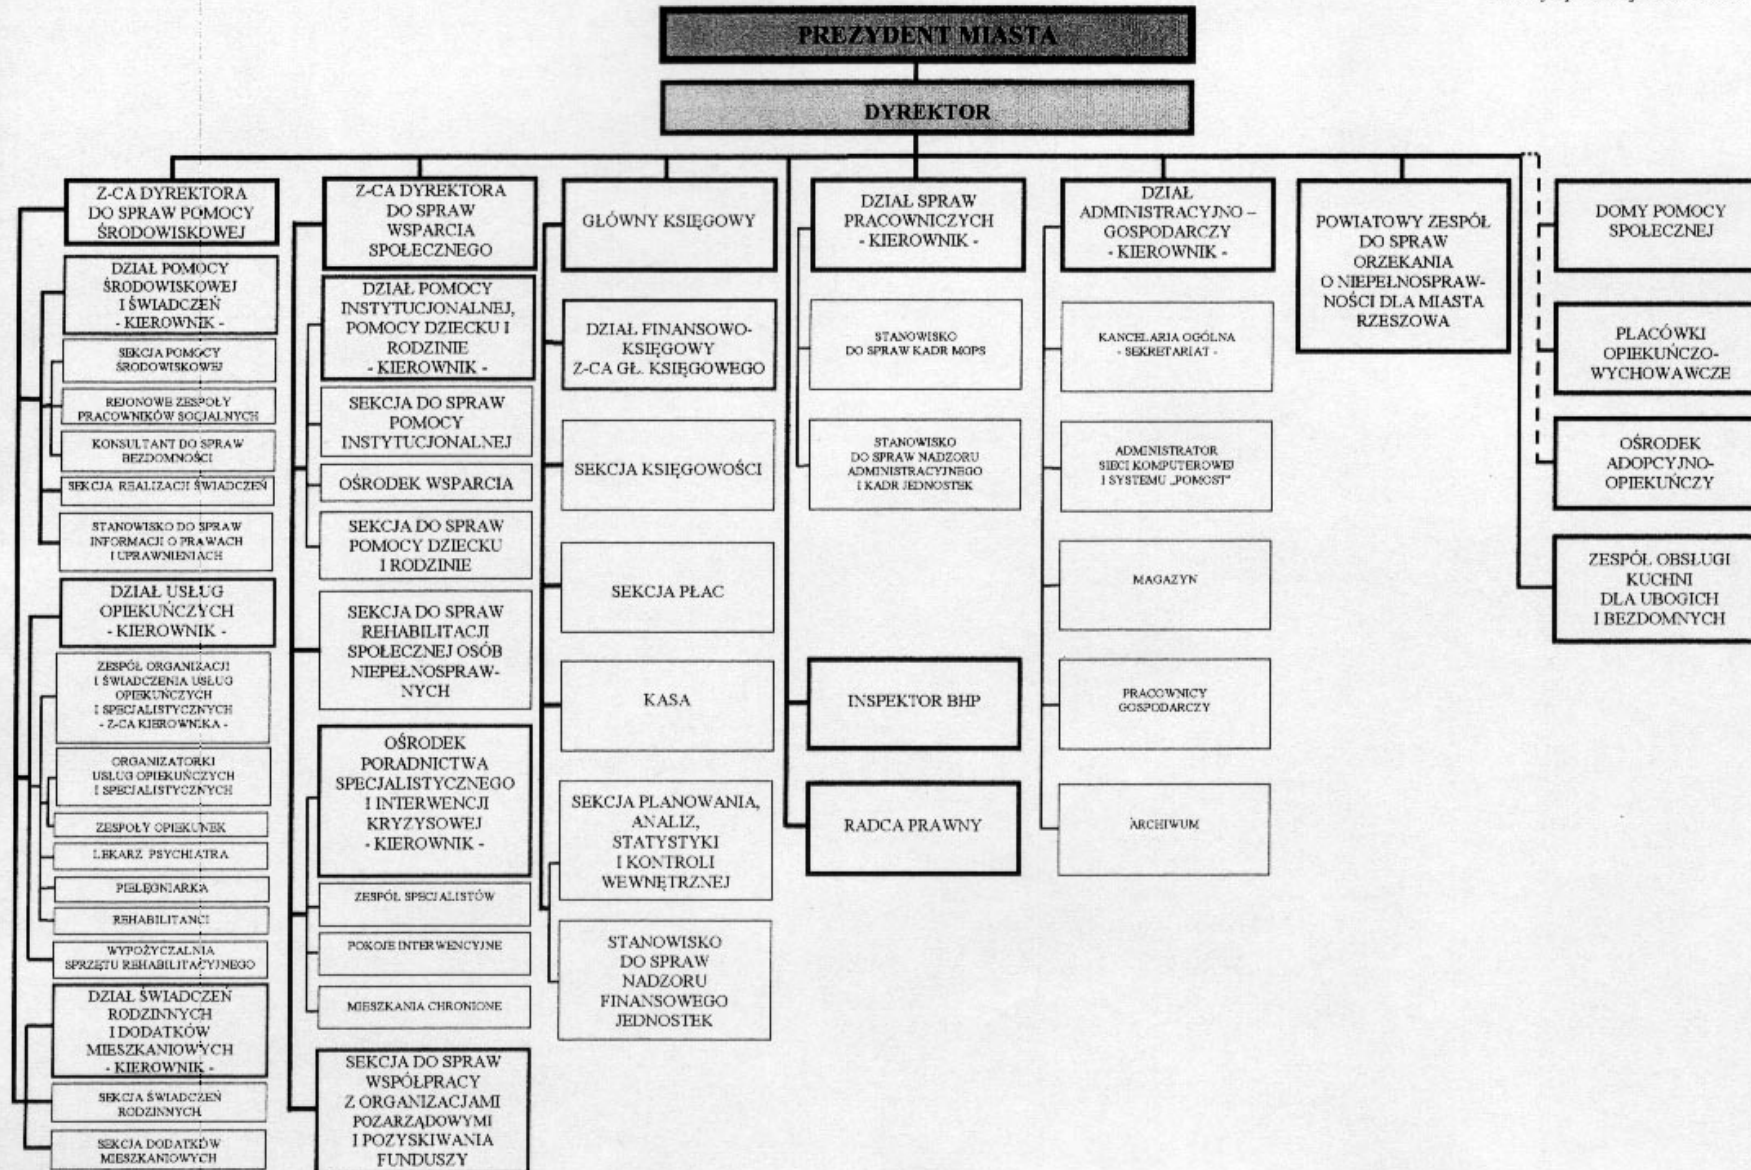 PREZYDENT MIASTA
DYREKTOR
Z-CA DYREKTORA
DO SPRAW POMOCY
ŚRODOWISKOWEJ
DZIAŁ POMOCY
ŚRODOWISKOWEJ
I ŚWIADCZEŃ
- KIEROWNIK -
SEKCJA POMOCY
ŚRODOWISKOWEJ
REJONOWE ZESPOŁY
PRACOWNIKÓW SOCJALNYCH
KONSULTANT DO SPRAW
BEZDOMNOŚCI
SEKCJA REALIZACJI ŚWIADCZEŃ
STANOWISKO DO SPRAW
INFORMACJI O PRAWACH
I UPRAWNIENIACH
DZIAŁ USŁUG
OPIEKUŃCZYCH
- KIEROWNIK -
ZESPÓŁ ORGANIZACJI
I ŚWIADCZENIA USŁUG
OPIEKUŃCZYCH
I SPECJALISTYCZNYCH
- Z-CA KIEROWNIKA -
ORGANIZATORKI
USŁUG OPIEKUŃCZYCH
I SPECJALISTYCZNYCH
ZESPOŁY OPIEKUNEK
LEKARZ PSYCHIATRA
PIELĘGNIARKA
REHABILITANCI
WYPOŻYCZALNIA
SPRZĘTU REHABILITACYJNEGO
DZIAŁ ŚWIADCZEŃ
RODZINNYCH
I DODATKÓW
MIESZKANIOWYCH
- KIEROWNIK -
SEKCJA ŚWIADCZEŃ
RODZINNYCH
SEKCJA DODATKÓW
MIESZKANIOWYCH
Z-CA DYREKTORA
DO SPRAW
WSPARCIA
SPOŁECZNEGO
DZIAŁ POMOCY
INSTYTUCJONALNEJ,
POMOCY DZIECKU I
RODZINIE
- KIEROWNIK -
SEKCJA DO SPRAW
POMOCY
INSTYTUCJONALNEJ
OŚRODEK WSPARCIA
SEKCJA DO SPRAW
POMOCY DZIECKU
I RODZINIE
SEKCJA DO SPRAW
REHABILITACJI
SPOŁECZNEJ OSÓB
NIEPEŁNOSPRAW-
NYCH
OŚRODEK
PORADNICTWA
SPECJALISTYCZNEGO
I INTERWENCJI
KRYZYSOWEJ
- KIEROWNIK -
ZESPÓŁ SPECJALISTÓW
POKOJE INTERWENCYJNE
MIESZKANIA CHRONIONE
SEKCJA DO SPRAW
WSPÓŁPRACY
Z ORGANIZACJAMI
POZARZĄDOWYMI
I POZYSKIWANIA
FUNDUSZY
GŁÓWNY KSIĘGOWY
DZIAŁ FINANSOWO-
KSIĘGOWY
Z-CA GŁ. KSIĘGOWEGO
SEKCJA KSIĘGOWOŚCI
SEKCJA PŁAC
KASA
SEKCJA PLANOWANIA,
ANALIZ,
STATYSTYKI
I KONTROLI
WEWNĘTRZNEJ
STANOWISKO
DO SPRAW
NADZORU
FINANSOWEGO
JEDNOSTEK
DZIAŁ SPRAW
PRACOWNICZYCH
- KIEROWNIK -
STANOWISKO
DO SPRAW KADR MOPS
STANOWISKO
DO SPRAW NADZORU
ADMINISTRACYJNEGO
I KADR JEDNOSTEK
INSPEKTOR BHP
RADCA PRAWNY
DZIAŁ
ADMINISTRACYJNO –
GOSPODARCZY
- KIEROWNIK -
KANCELARIA OGÓLNA
- SEKRETARIAT -
ADMINISTRATOR
SIECI KOMPUTEROWEJ
I SYSTEMU „POMOST”
MAGAZYN
PRACOWNICY
GOSPODARCZY
ARCHIWUM
POWIATOWY ZESPÓŁ
DO SPRAW
ORZEKANIA
O NIEPEŁNOSPRAW-
NOŚCI DLA MIASTA
RZESZOWA
DOMY POMOCY
SPOŁECZNEJ
PLACÓWKI
OPIEKUŃCZO-
WYCHOWAWCZE
OŚRODEK
ADOPCYJNO-
OPIEKUŃCZY
ZESPÓŁ OBSŁUGI
KUCHNI
DLA UBOGICH
I BEZDOMNYCH